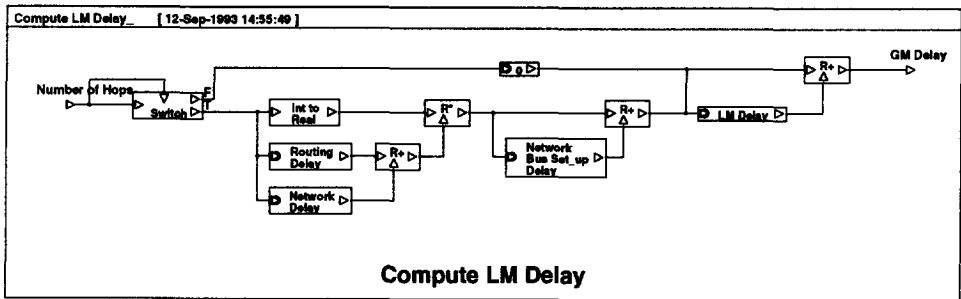 Compute LM Delay_ [ 12-Sep-1993 14:55:49 ]
GM Delay
Number of Hops
F
T
Switch
0
R+
Int to
Real
R*
R+
LM Delay
Routing
Delay
R+
Network
Bus Set_up
Delay
Network
Delay
Compute LM Delay